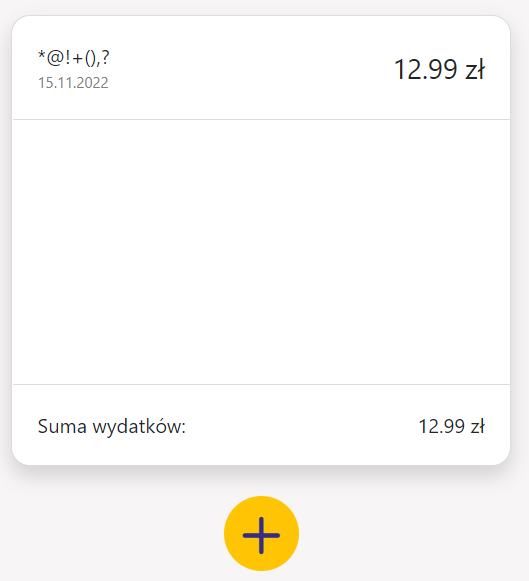 *@!+(),?
12.99 zł
15.11.2022
Suma wydatków:
12.99 zł